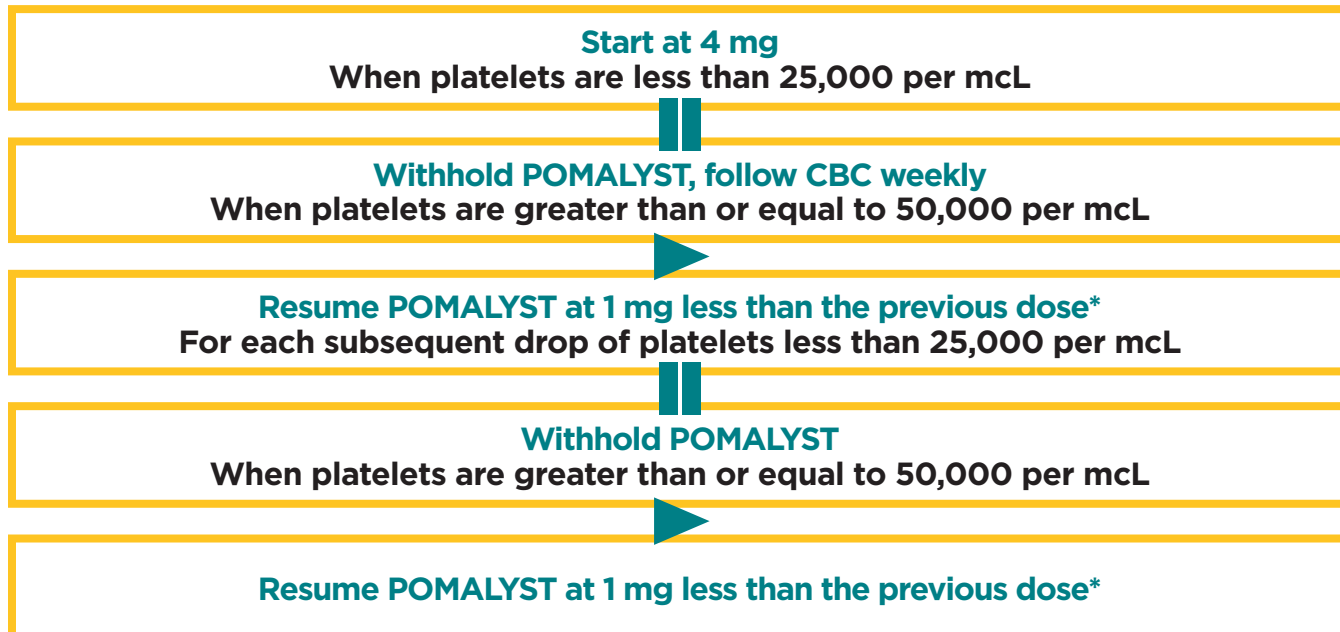 Start at 4 mg
When platelets are less than 25,000 per mcL
Withhold POMALYST, follow CBC weekly
When platelets are greater than or equal to 50,000 per mcL
Resume POMALYST at 1 mg less than the previous dose*
For each subsequent drop of platelets less than 25,000 per mcL
Withhold POMALYST
When platelets are greater than or equal to 50,000 per mcL
Resume POMALYST at 1 mg less than the previous dose*